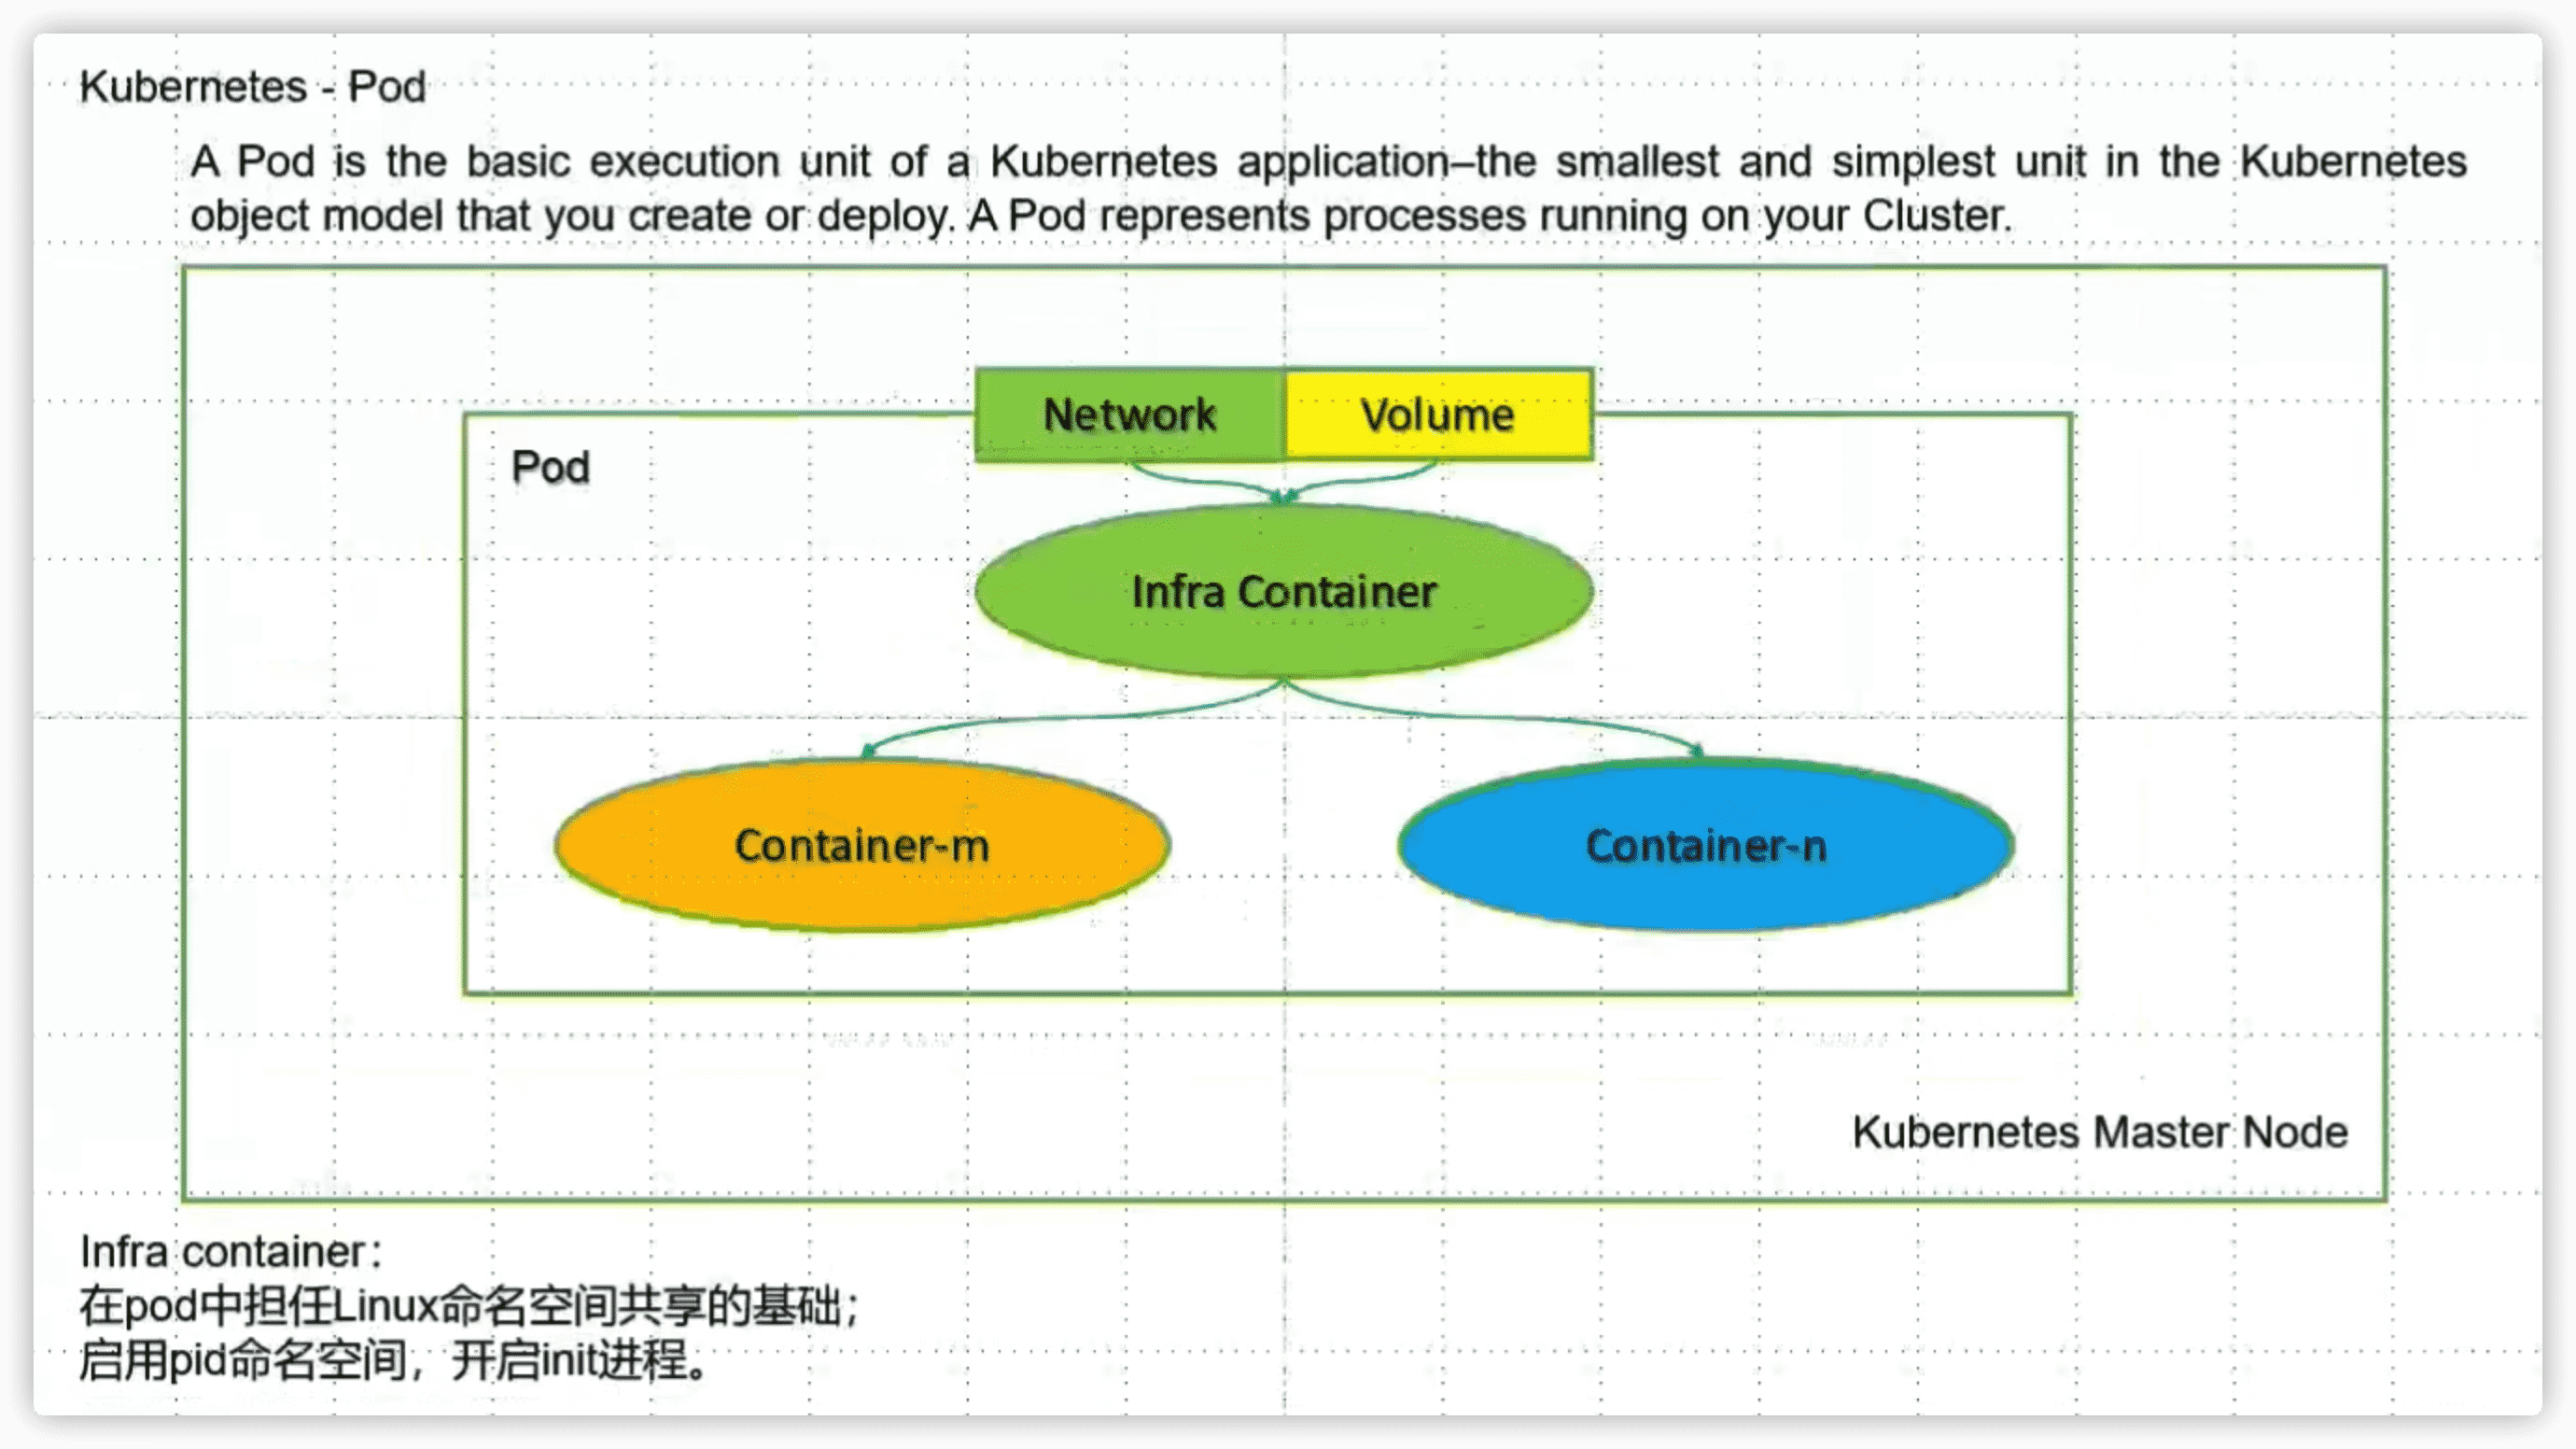 Kubernetes - Pod
A Pod is the basic execution unit of a Kubernetes application–the smallest and simplest unit in the Kubernetes
object model that you create or deploy. A Pod represents processes running on your Cluster.
Network
Volume
Pod
Infra Container
Container-m
Container-n
Kubernetes Master Node
Infra container：
在pod中担任Linux命名空间共享的基础；
启用pid命名空间，开启init进程。